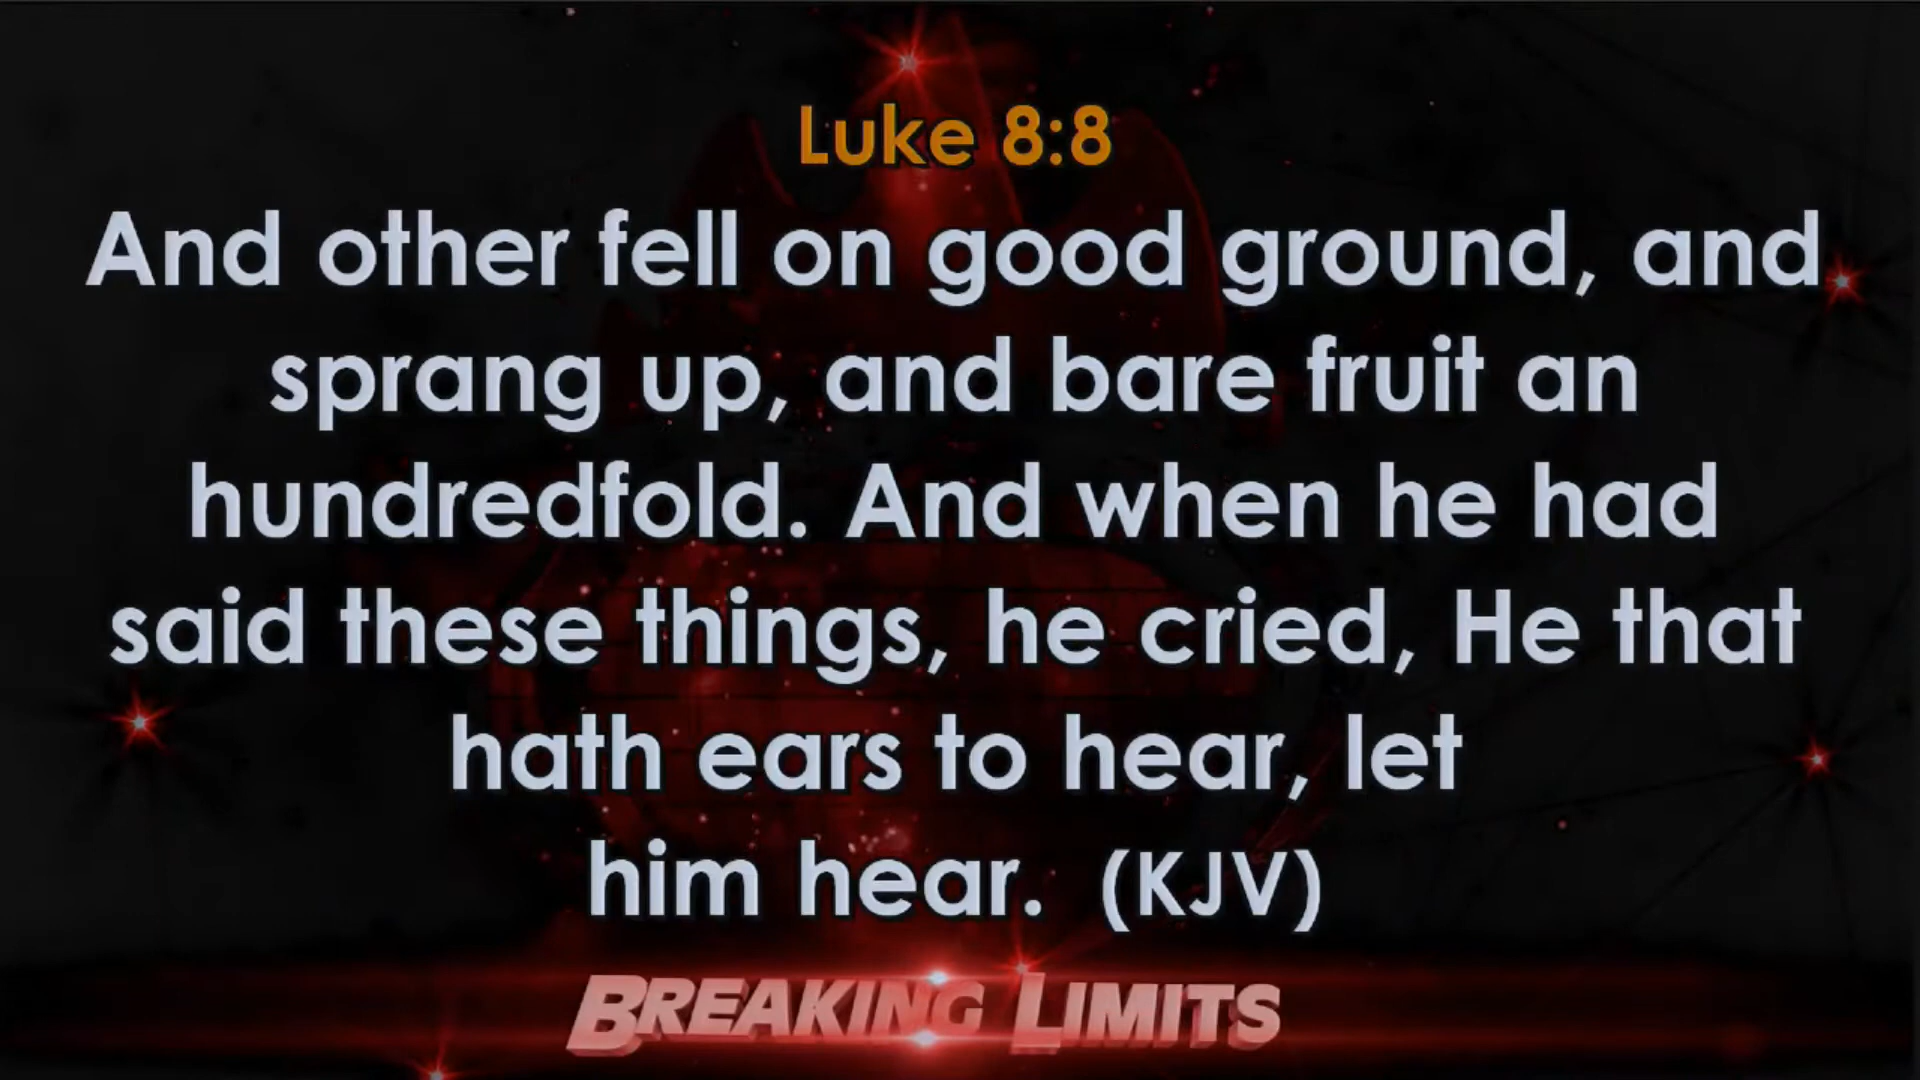 Luke 8:8
And other fell on good ground, and
sprang up, and bare fruit an
hundredfold. And when he had
said these things, he cried, He that
hath ears to hear, let
him hear. (KJV)
BREAKING LIMITS